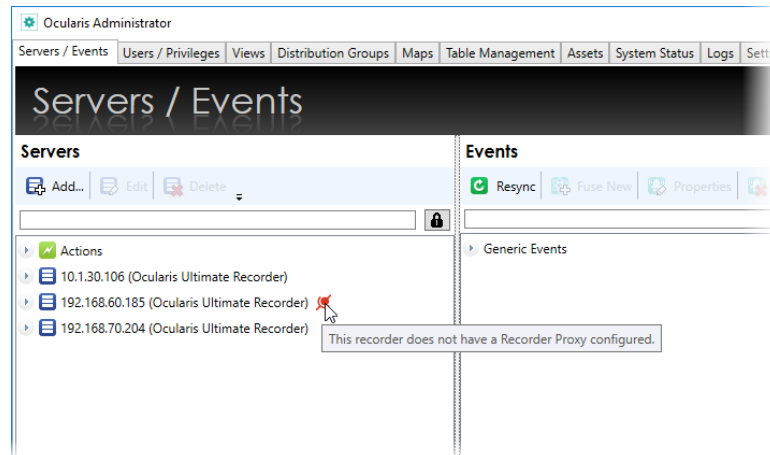 Ocularis Administrator
Servers / Events Users / Privileges Views Distribution Groups Maps Table Management Assets System Status Logs
Servers / Events
Servers
Events
Add... Edit Delete
Resync Fuse New Properties
Actions
Generic Events
10.1.30.106 (Ocularis Ultimate Recorder)
192.168.60.185 (Ocularis Ultimate Recorder)
192.168.70.204 (Ocularis Ultimate Recorder)
This recorder does not have a Recorder Proxy configured.